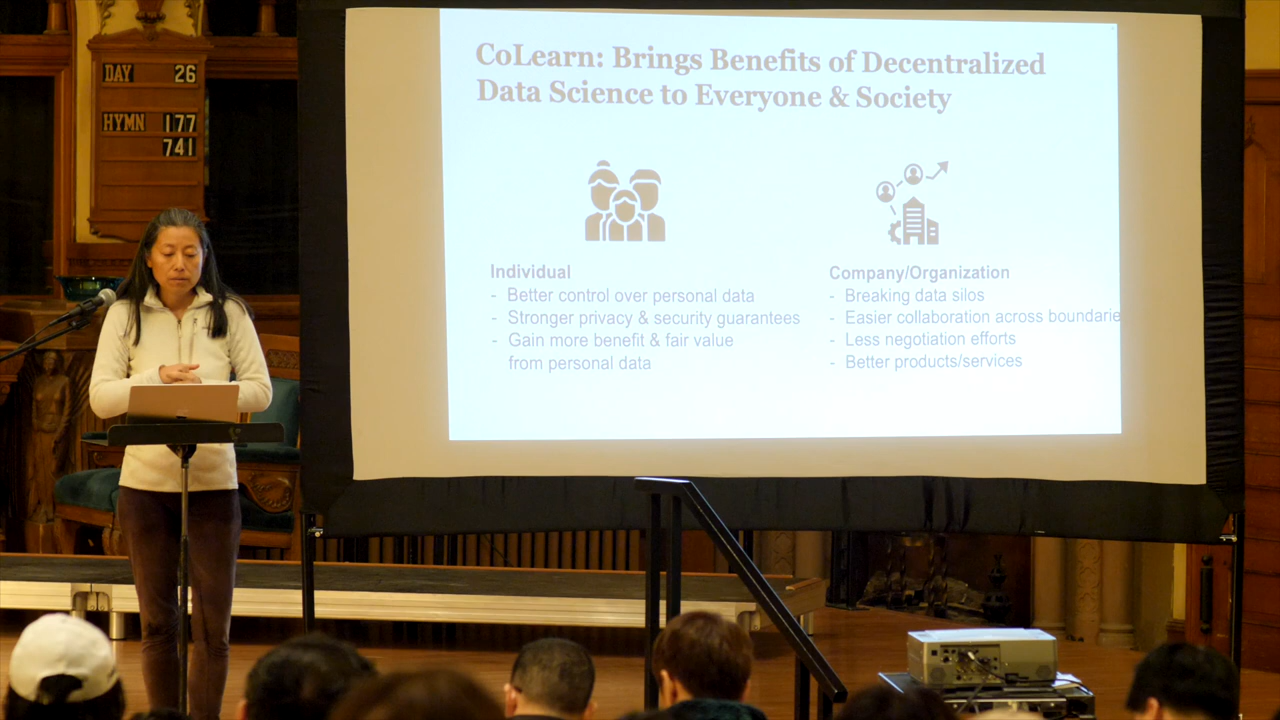 DAY 26
HYMN 177
741
CoLearn: Brings Benefits of Decentralized
Data Science to Everyone & Society
Individual
- Better control over personal data
- Stronger privacy & security guarantees
- Gain more benefit & fair value
from personal data
Company/Organization
- Breaking data silos
- Easier collaboration across boundarie
- Less negotiation efforts
- Better products/services